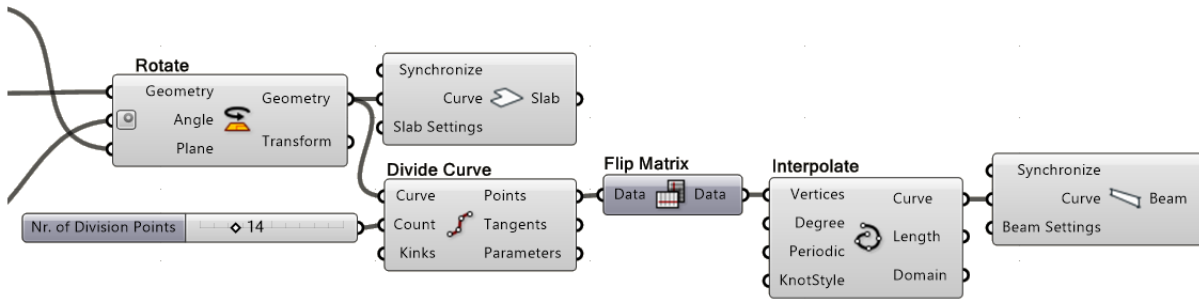 Rotate
Geometry
Angle
Plane
Geometry
Transform
Synchronize
Curve
Slab Settings
Slab
Nr. of Division Points
14
Divide Curve
Curve
Count
Kinks
Points
Tangents
Parameters
Flip Matrix
Data
Data
Interpolate
Vertices
Degree
Periodic
KnotStyle
Curve
Length
Domain
Synchronize
Curve
Beam Settings
Beam